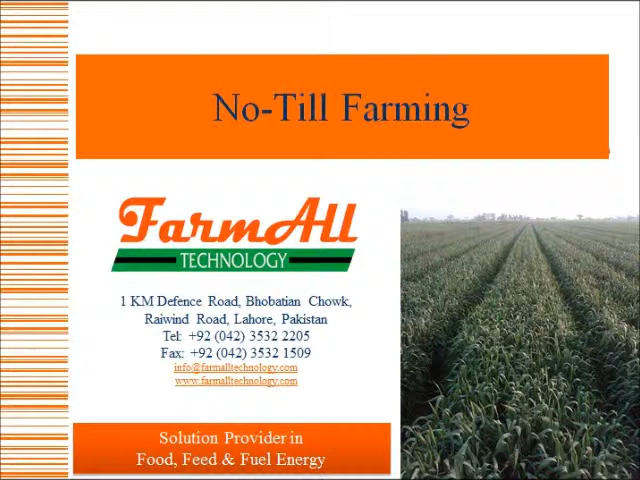 No-Till Farming
FarmAll
TECHNOLOGY
1 KM Defence Road, Bhobatian Chowk,
Raiwind Road, Lahore, Pakistan
Tel: +92 (042) 3532 2205
Fax: +92 (042) 3532 1509
info@farmalltechnology.com
www.farmalltechnology.com
Solution Provider in
Food, Feed & Fuel Energy